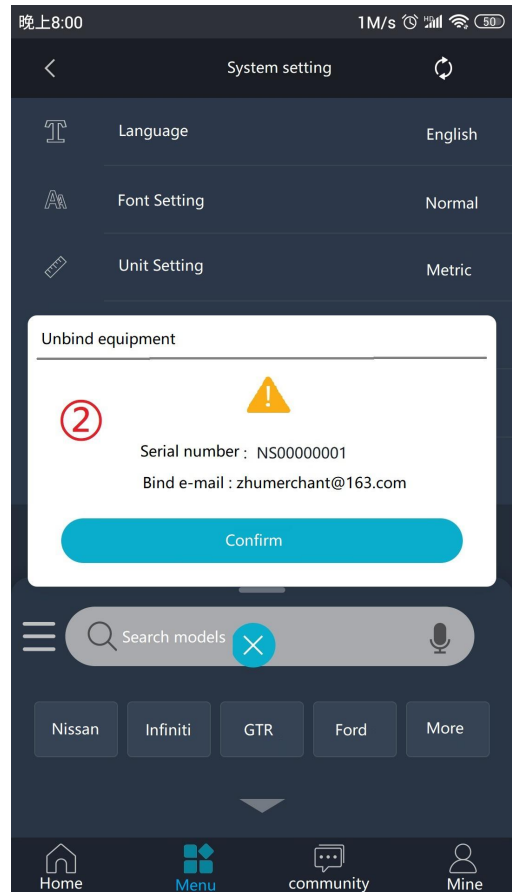 晚上8:00
1M/s HD 50
System setting
Language English
Font Setting Normal
Unit Setting Metric
Unbind equipment
②
Serial number : NS00000001
Bind e-mail : zhumerchant@163.com
Confirm
Search models
Nissan Infiniti GTR Ford More
Home Menu community Mine